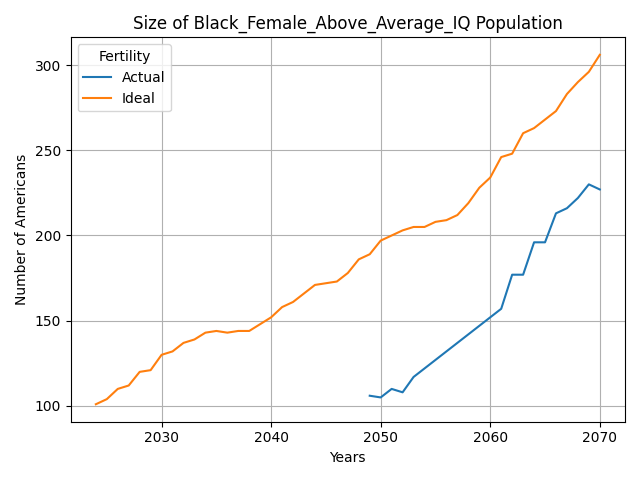 Size of Black_Female_Above_Average_IQ Population
Fertility
Actual
Ideal
Number of Americans
300
250
200
150
100
2030 2040 2050 2060 2070
Years